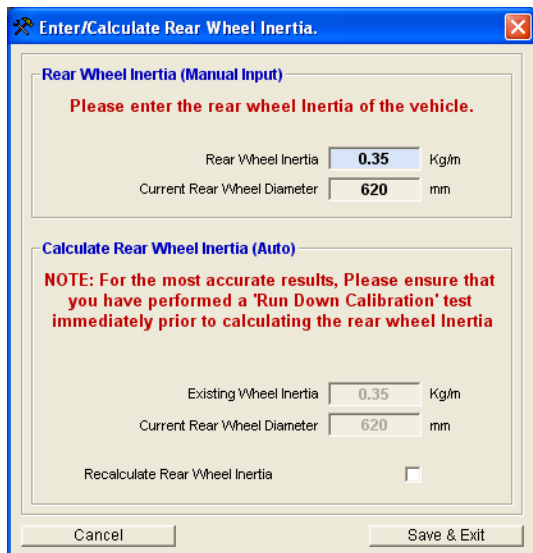 Enter/Calculate Rear Wheel Inertia.
Rear Wheel Inertia (Manual Input)
Please enter the rear wheel Inertia of the vehicle.
Rear Wheel Inertia 0.35 Kg/m
Current Rear Wheel Diameter 620 mm
Calculate Rear Wheel Inertia (Auto)
NOTE: For the most accurate results, Please ensure that
you have performed a 'Run Down Calibration' test
immediately prior to calculating the rear wheel Inertia
Existing Wheel Inertia 0.35 Kg/m
Current Rear Wheel Diameter 620 mm
Recalculate Rear Wheel Inertia
Cancel Save & Exit